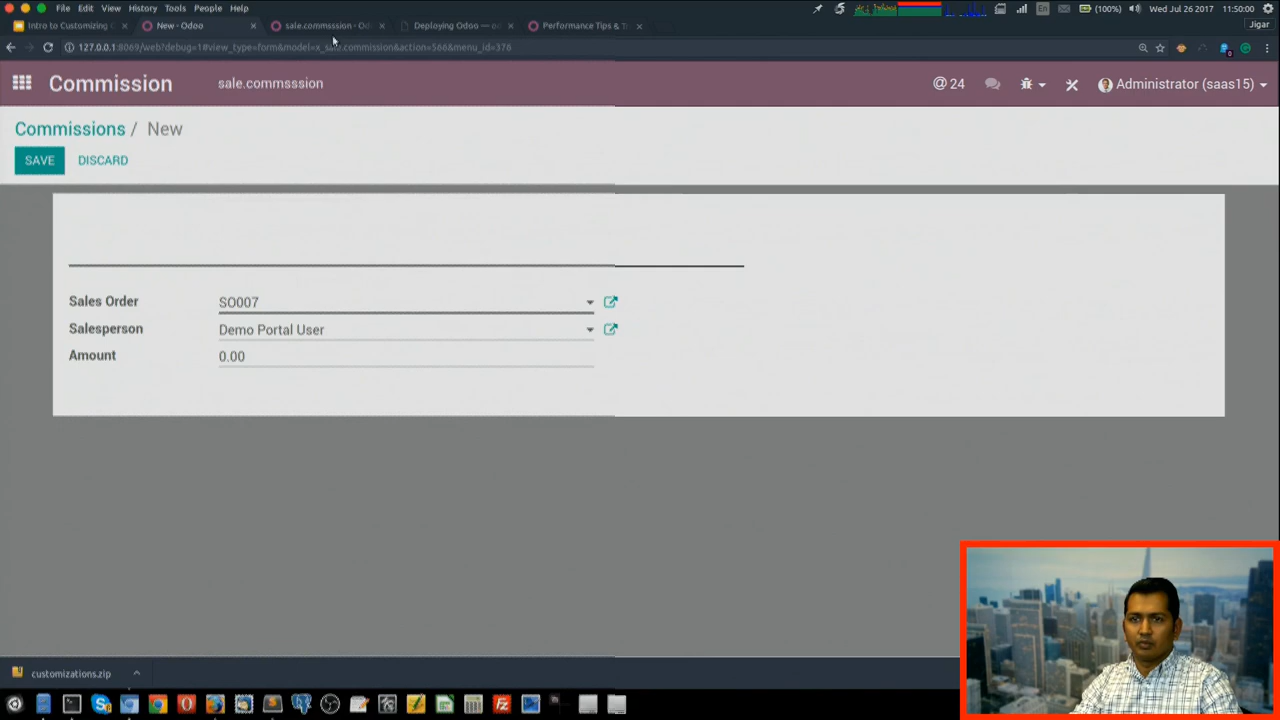 File Edit View History Tools People Help
(100%) Wed Jul 26 2017 11:50:00
Intro to Customizing
New - Odoo
sale.commsssion - Od
Deploying Odoo — o
Performance Tips & T
Jigar
127.0.0.1:8069/web?debug=1#view_type=form&model=x_sale.commission&action=566&menu_id=376
Commission
sale.commsssion
@ 24
Administrator (saas15)
Commissions / New
SAVE DISCARD
Sales Order SO007
Salesperson Demo Portal User
Amount 0.00
customizations.zip